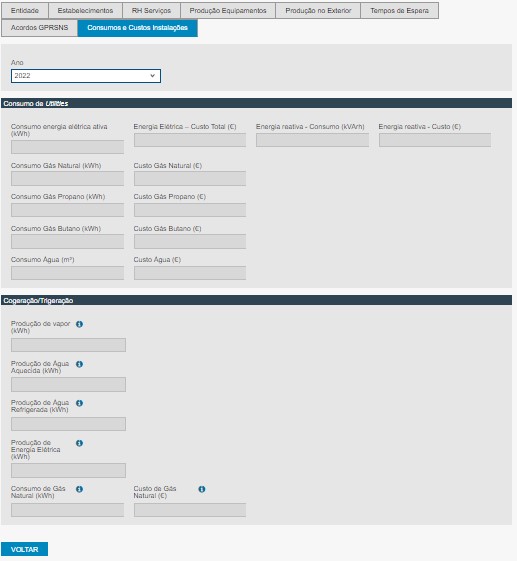 Entidade Estabelecimentos RH Serviços Produção Equipamentos Produção no Exterior Tempos de Espera
Acordos GPRSNS Consumos e Custos Instalações
Ano
2022
Consumo de Utilities
Consumo energia elétrica ativa (kWh) Energia Elétrica – Custo Total (€) Energia reativa - Consumo (kVArh) Energia reativa - Custo (€)
Consumo Gás Natural (kWh) Custo Gás Natural (€)
Consumo Gás Propano (kWh) Custo Gás Propano (€)
Consumo Gás Butano (kWh) Custo Gás Butano (€)
Consumo Água (m³) Custo Água (€)
Cogeração/Trigeração
Produção de vapor
(kWh)
Produção de Água
Aquecida (kWh)
Produção de Água
Refrigerada (kWh)
Produção de
Energia Elétrica
(kWh)
Consumo de Gás Natural (kWh) Custo de Gás Natural (€)
VOLTAR